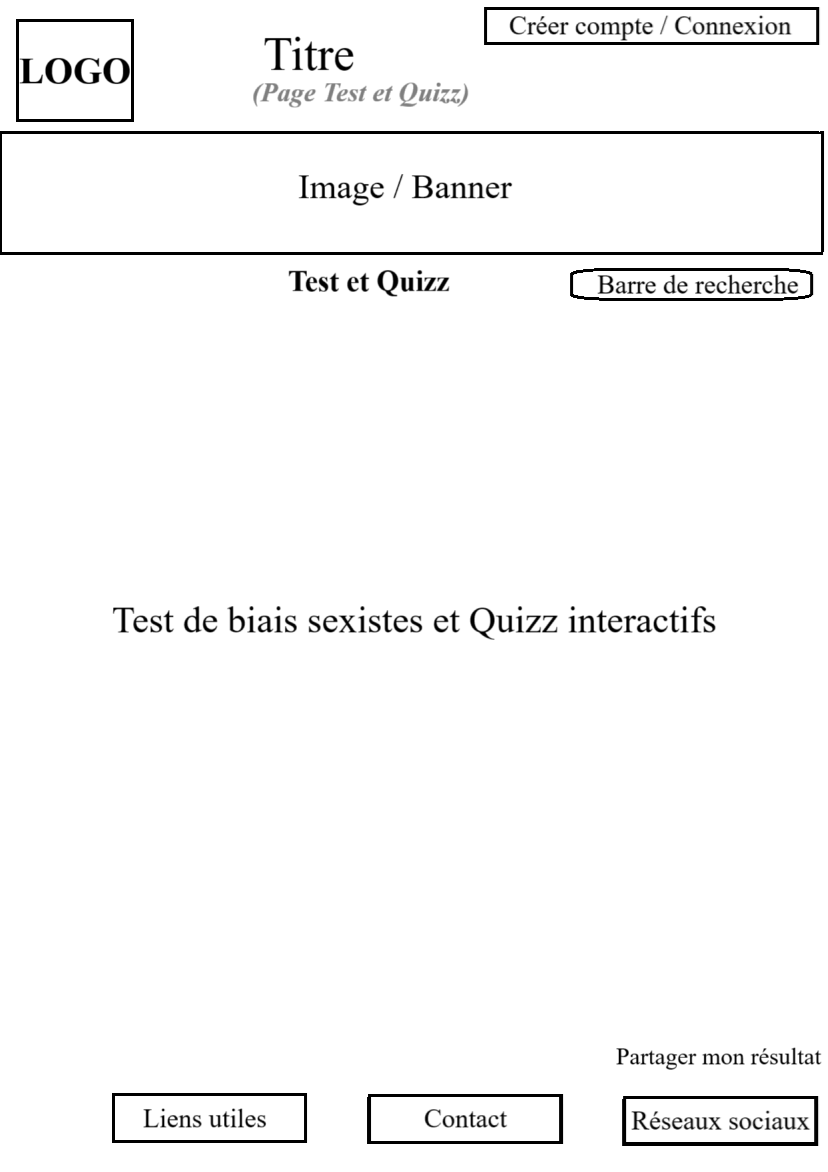 Créer compte / Connexion
LOGO
Titre
(Page Test et Quizz)
Image / Banner
Test et Quizz
Barre de recherche
Test de biais sexistes et Quizz interactifs
Partager mon résultat
Liens utiles
Contact
Réseaux sociaux